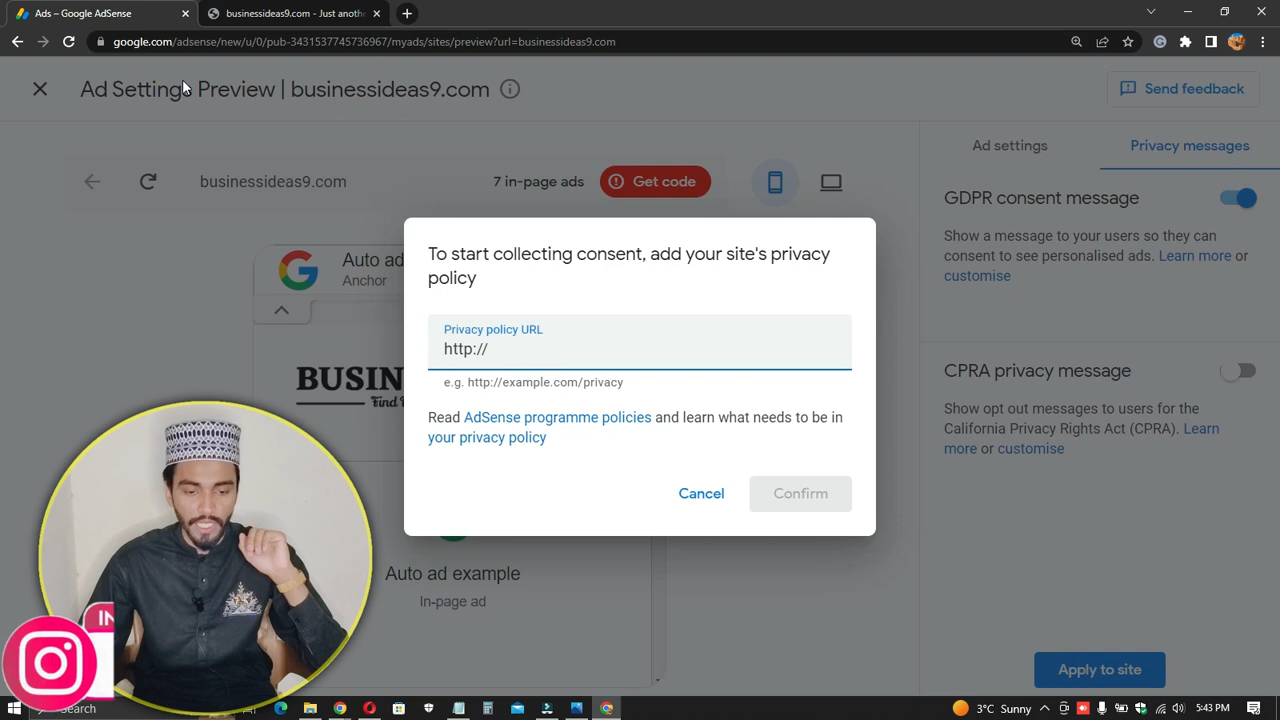 Ads – Google AdSense
businessideas9.com - Just anoth
google.com/adsense/new/u/0/pub-3431537745736967/myads/sites/preview?url=businessideas9.com
Ad Settings Preview | businessideas9.com
Send feedback
businessideas9.com
7 in-page ads
Get code
Ad settings
Privacy messages
GDPR consent message
Show a message to your users so they can
consent to see personalised ads. Learn more or
customise
CPRA privacy message
Show opt out messages to users for the
California Privacy Rights Act (CPRA). Learn
more or customise
Apply to site
Auto ad
Anchor
BUSIN
Find
To start collecting consent, add your site's privacy
policy
Privacy policy URL
http://
e.g. http://example.com/privacy
Read AdSense programme policies and learn what needs to be in
your privacy policy
Cancel
Confirm
Auto ad example
In-page ad
IN
Search
3°C Sunny
5:43 PM